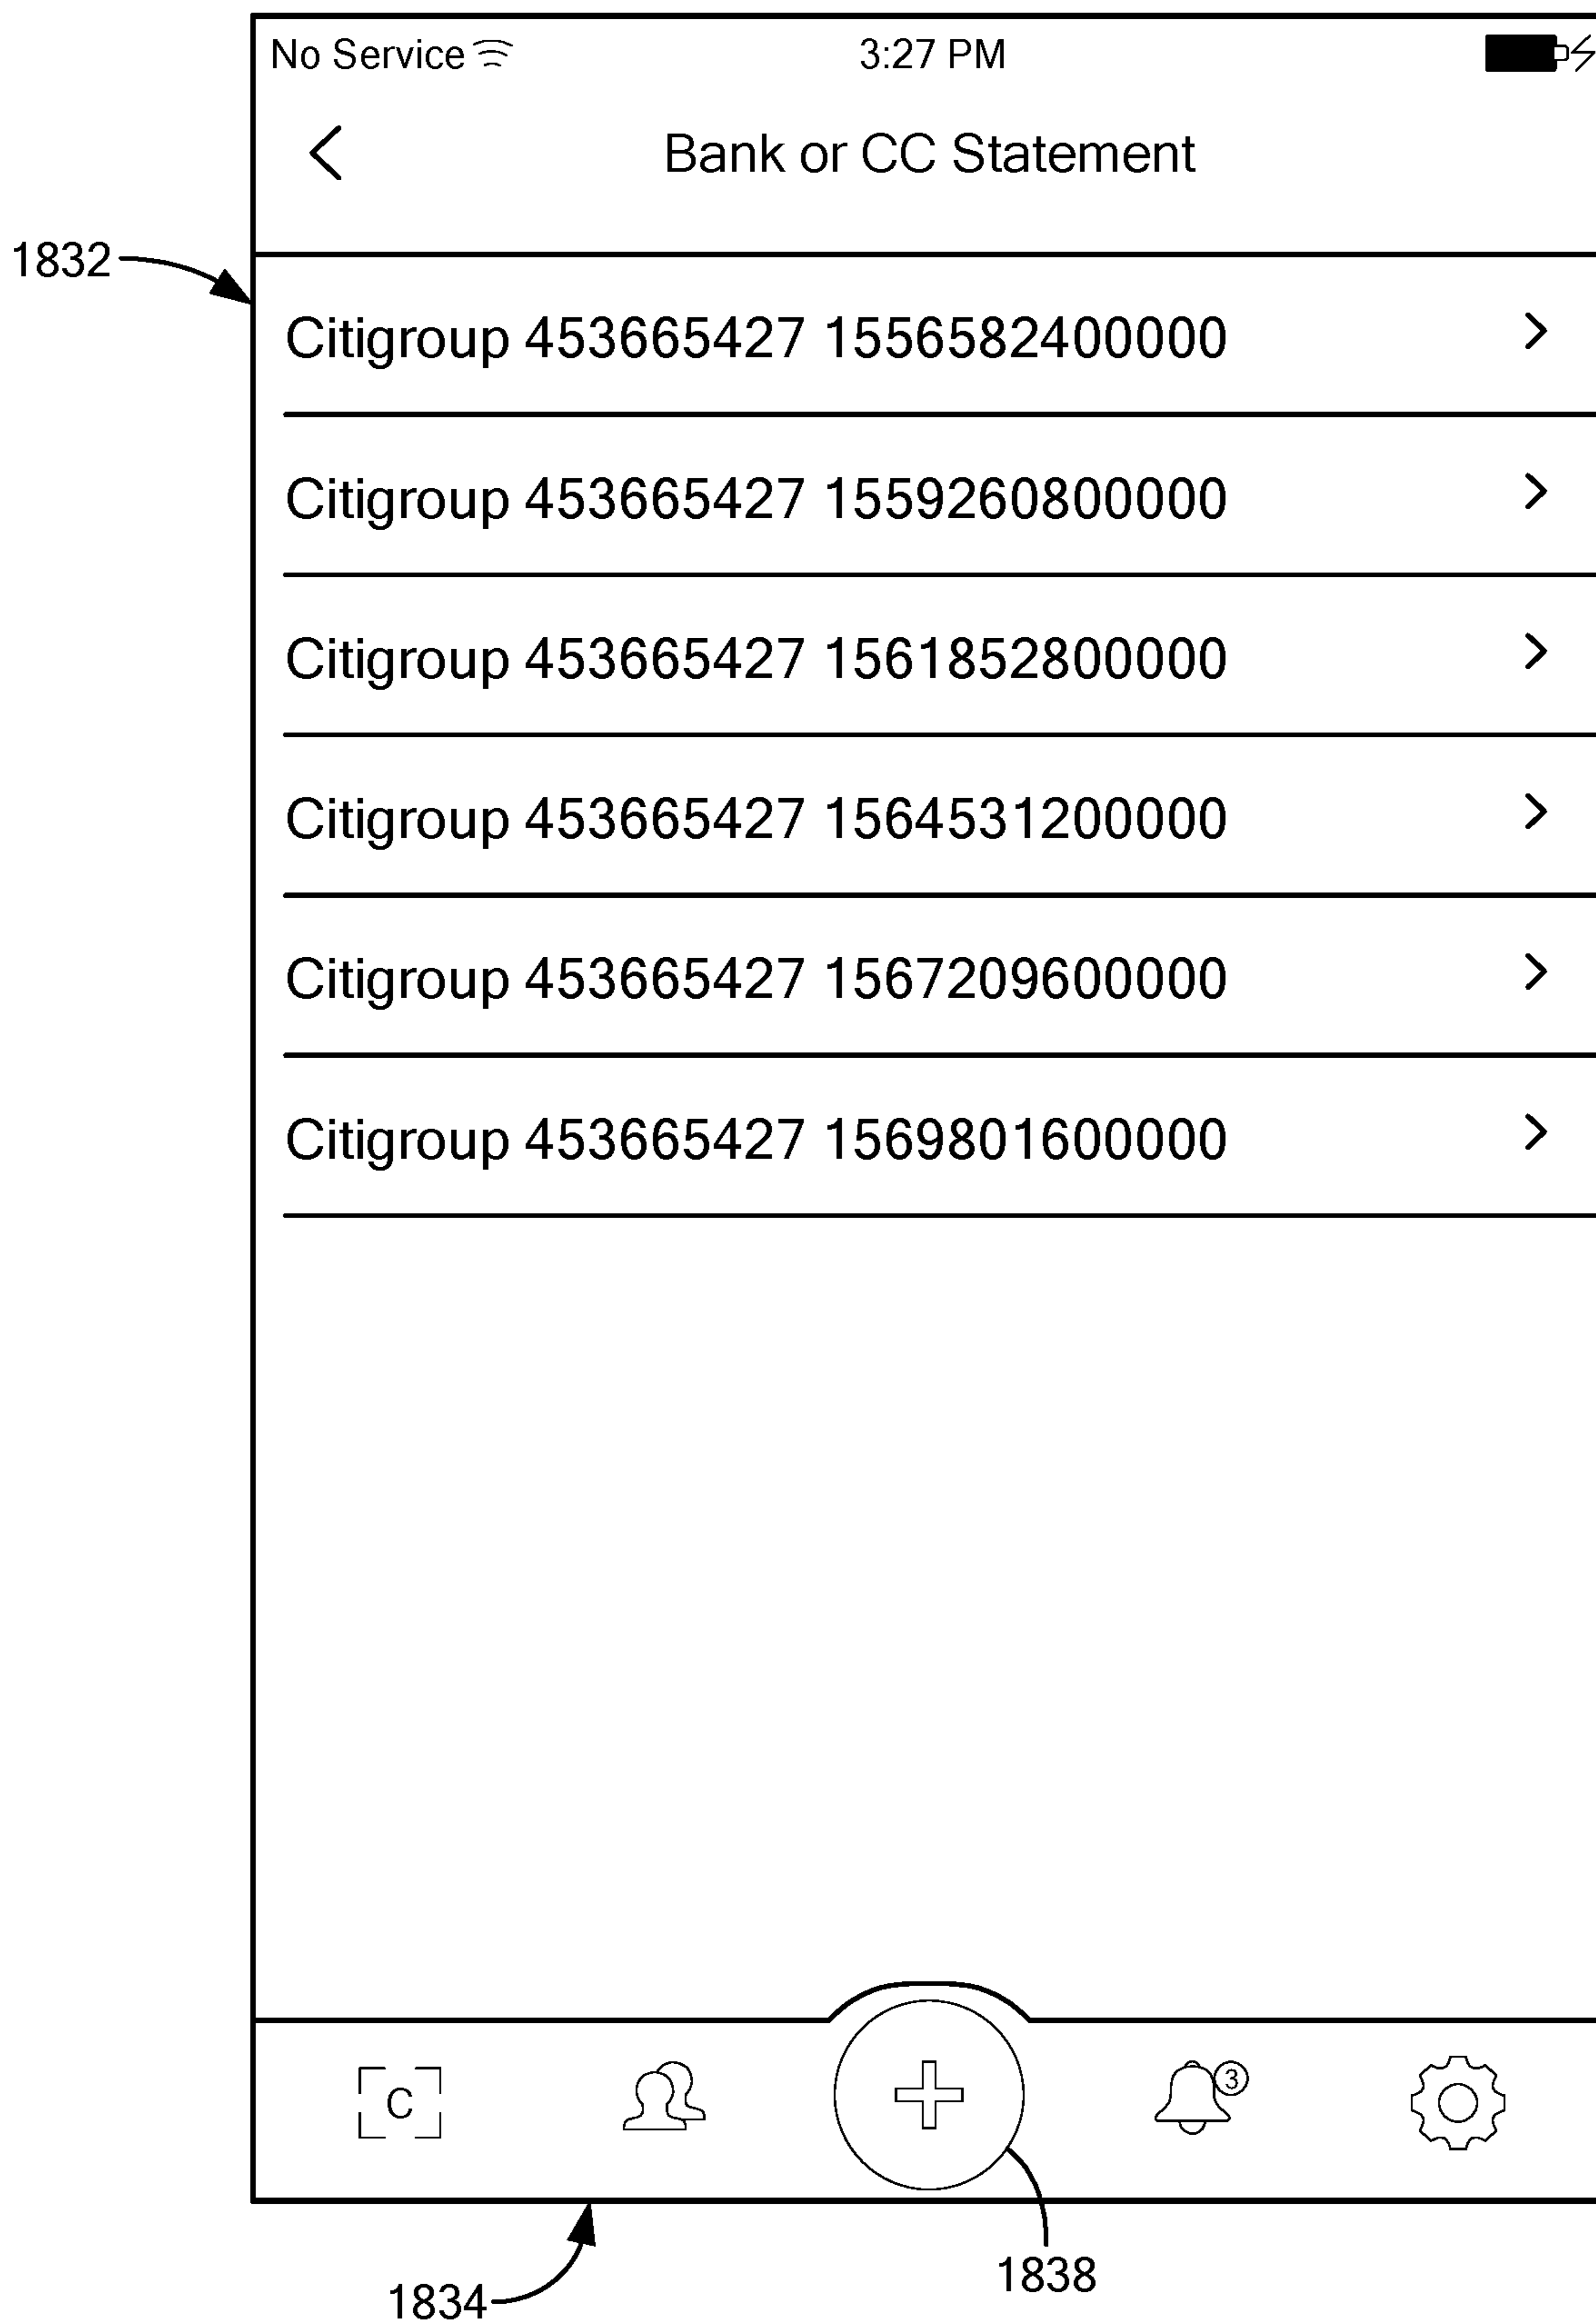 No Service 3:27 PM
Bank or CC Statement
1832
Citigroup 453665427 1556582400000
Citigroup 453665427 1559260800000
Citigroup 453665427 1561852800000
Citigroup 453665427 1564531200000
Citigroup 453665427 1567209600000
Citigroup 453665427 1569801600000
C 3
1838
1834